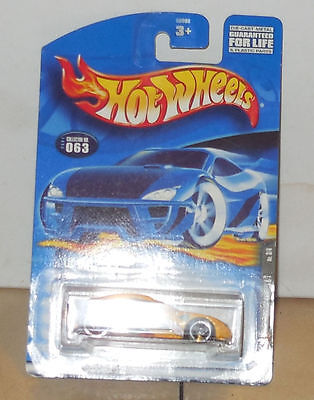 3+
DIE-CAST METAL
GUARANTEED
FOR LIFE
& PLASTIC PARTS
HOT WHEELS
COLLECTOR NO.
063